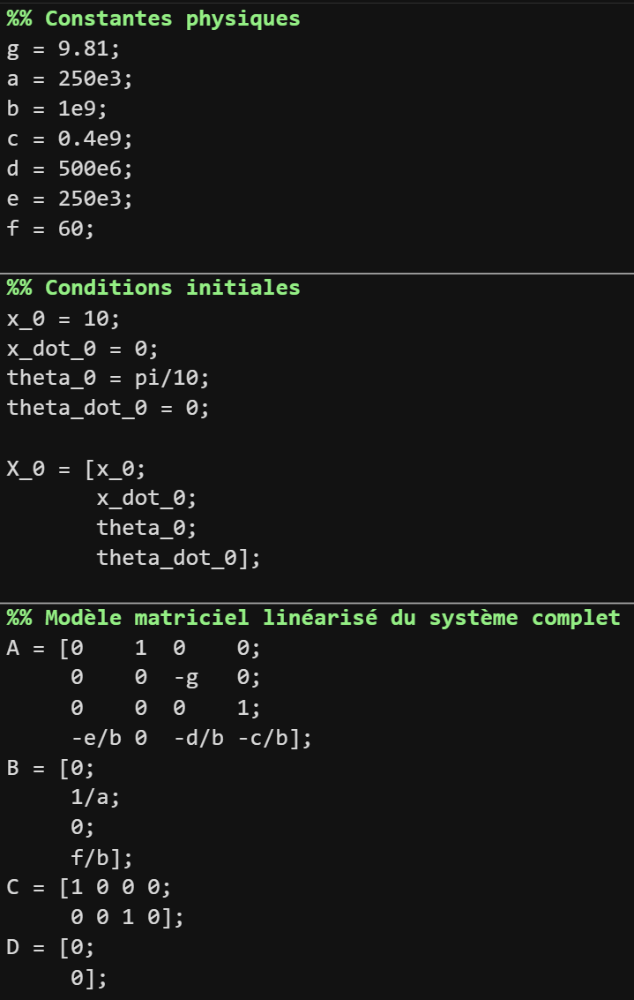 %% Constantes physiques
g = 9.81;
a = 250e3;
b = 1e9;
c = 0.4e9;
d = 500e6;
e = 250e3;
f = 60;
%% Conditions initiales
x_0 = 10;
x_dot_0 = 0;
theta_0 = pi/10;
theta_dot_0 = 0;
X_0 = [x_0;
x_dot_0;
theta_0;
theta_dot_0];
%% Modèle matriciel linéarisé du système complet
A = [0 1 0 0;
0 0 -g 0;
0 0 0 1;
-e/b 0 -d/b -c/b];
B = [0;
1/a;
0;
f/b];
C = [1 0 0 0;
0 0 1 0];
D = [0;
0];